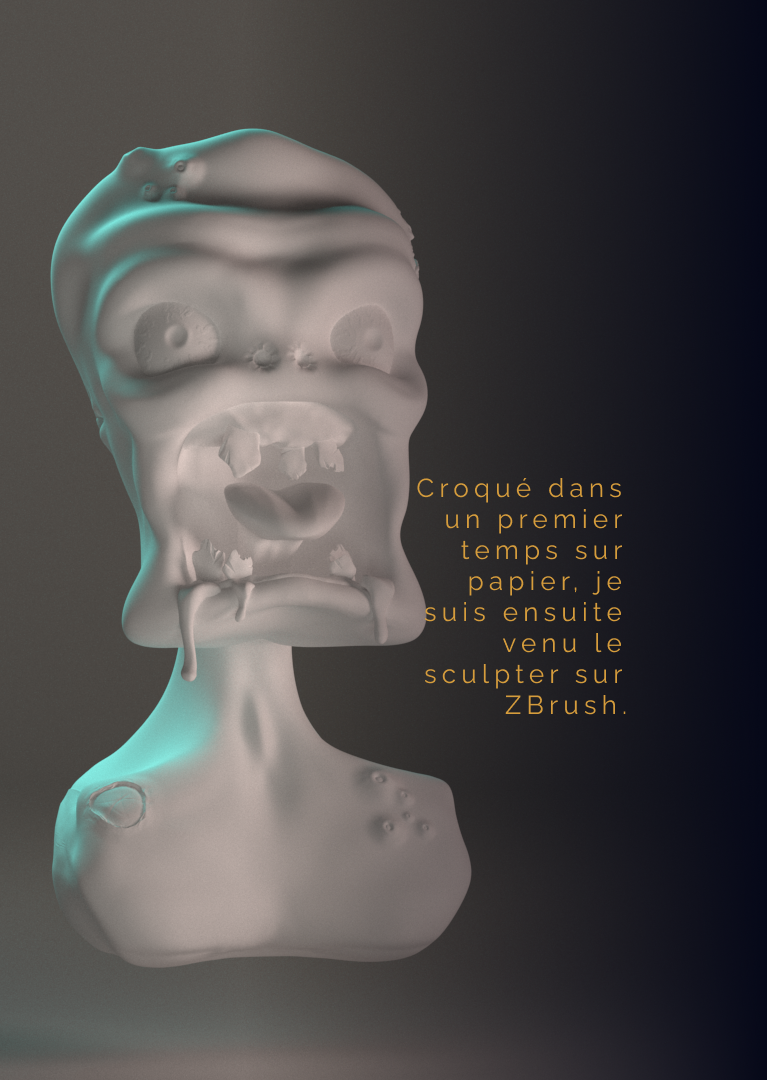 Croqué dans
un premier
temps sur
papier, je
suis ensuite
venu le
sculpter sur
ZBrush.